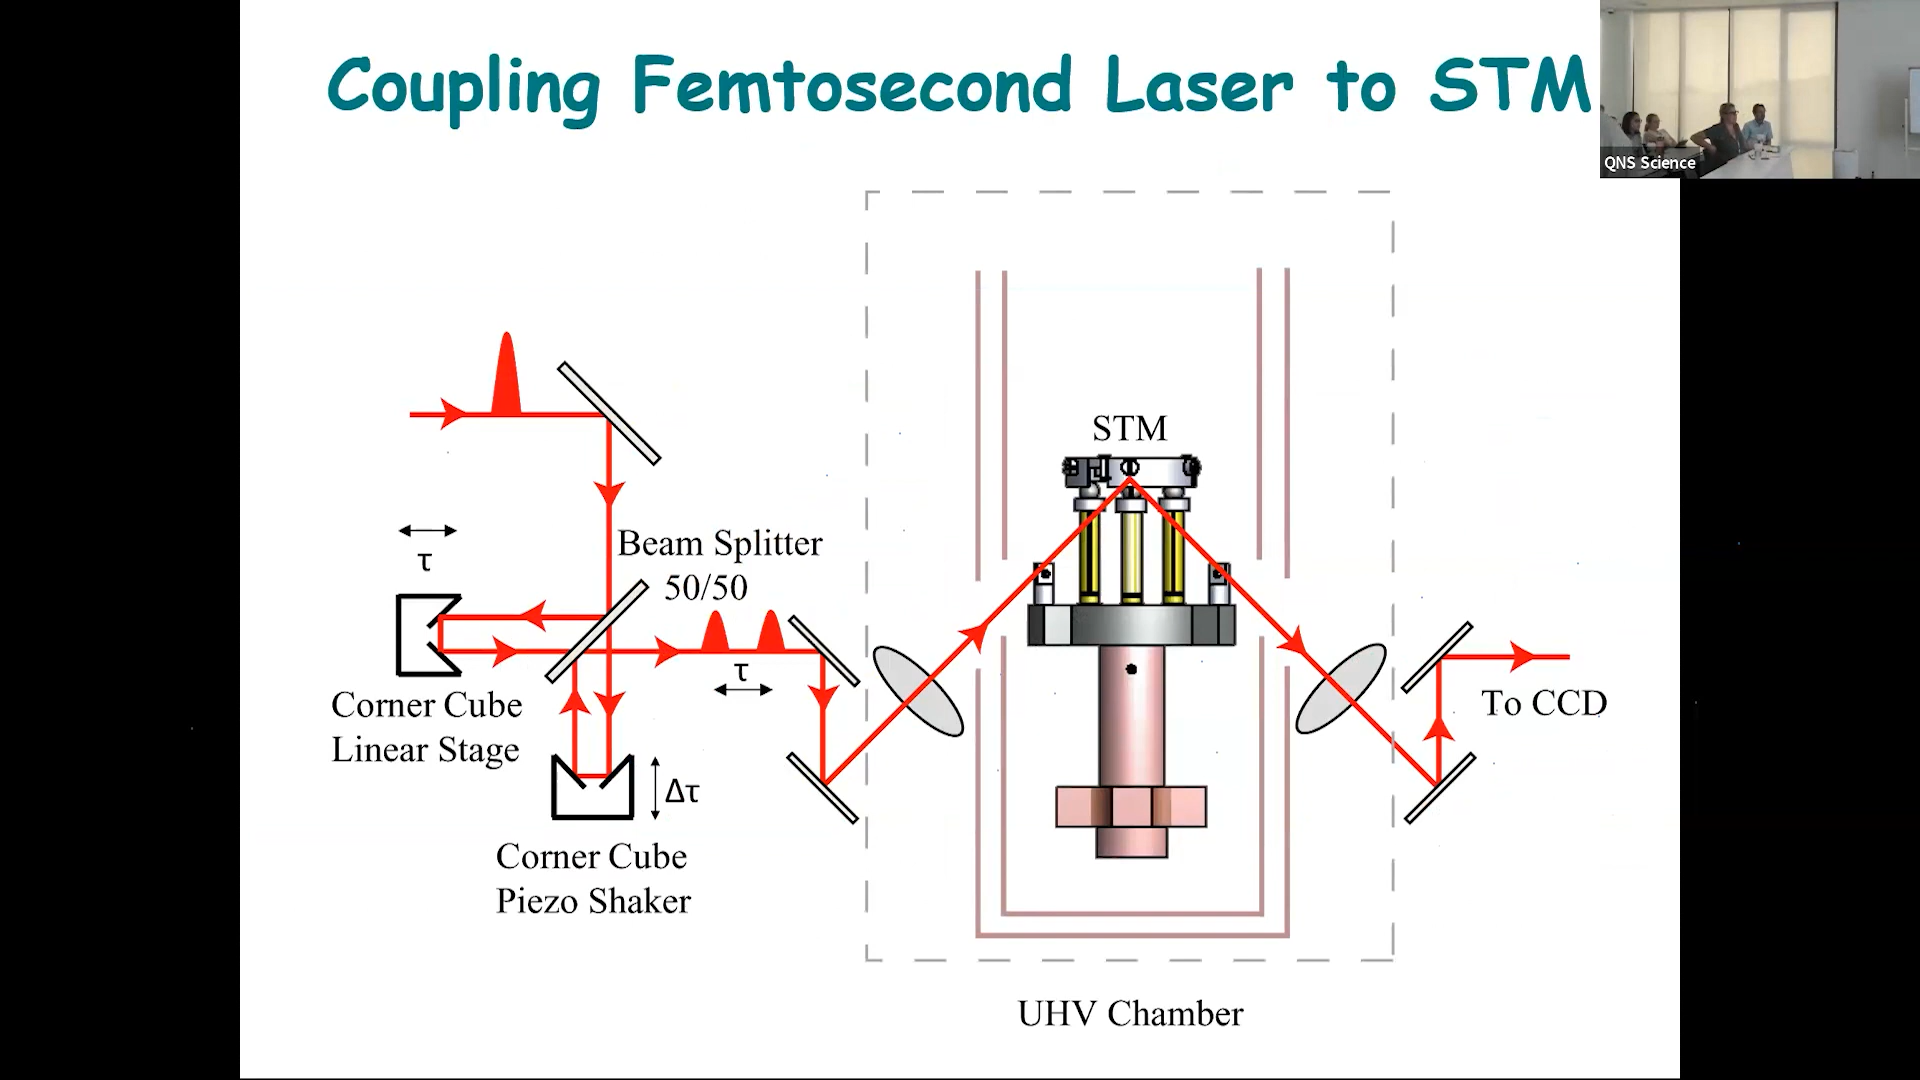 Coupling Femtosecond Laser to STM
QNS Science
STM
τ
Beam Splitter
50/50
τ
Corner Cube
Linear Stage
To CCD
Δτ
Corner Cube
Piezo Shaker
UHV Chamber